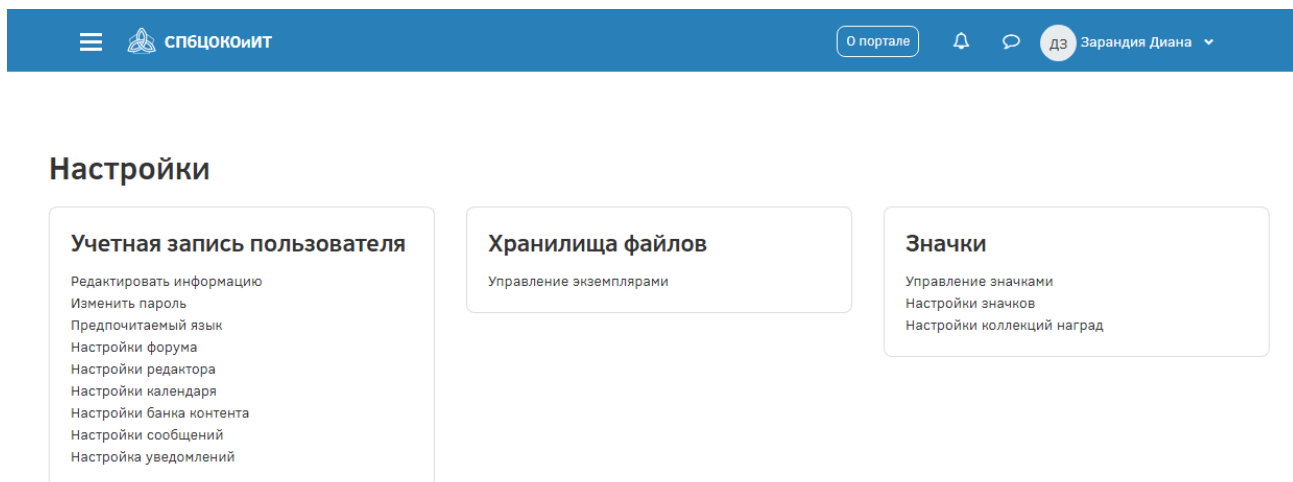 СПбЦОКОиИТ
О портале
ДЗ
Зарандия Диана
Настройки
Учетная запись пользователя
Редактировать информацию
Изменить пароль
Предпочитаемый язык
Настройки форума
Настройки редактора
Настройки календаря
Настройки банка контента
Настройки сообщений
Настройка уведомлений
Хранилища файлов
Управление экземплярами
Значки
Управление значками
Настройки значков
Настройки коллекций наград